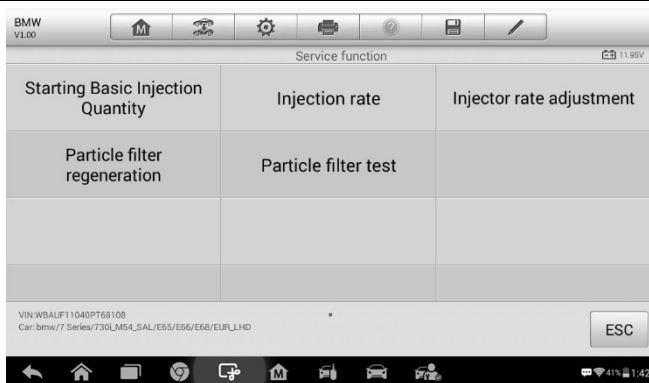 BMW
V1.00
Service function
11.95V
Starting Basic Injection
Quantity
Injection rate
Injector rate adjustment
Particle filter
regeneration
Particle filter test
VIN:WBAUF11040PT68108
Car: bmw/7 Series/730i_M54_SAL/E65/E66/E68/EUR_LHD
ESC
41%
1:42